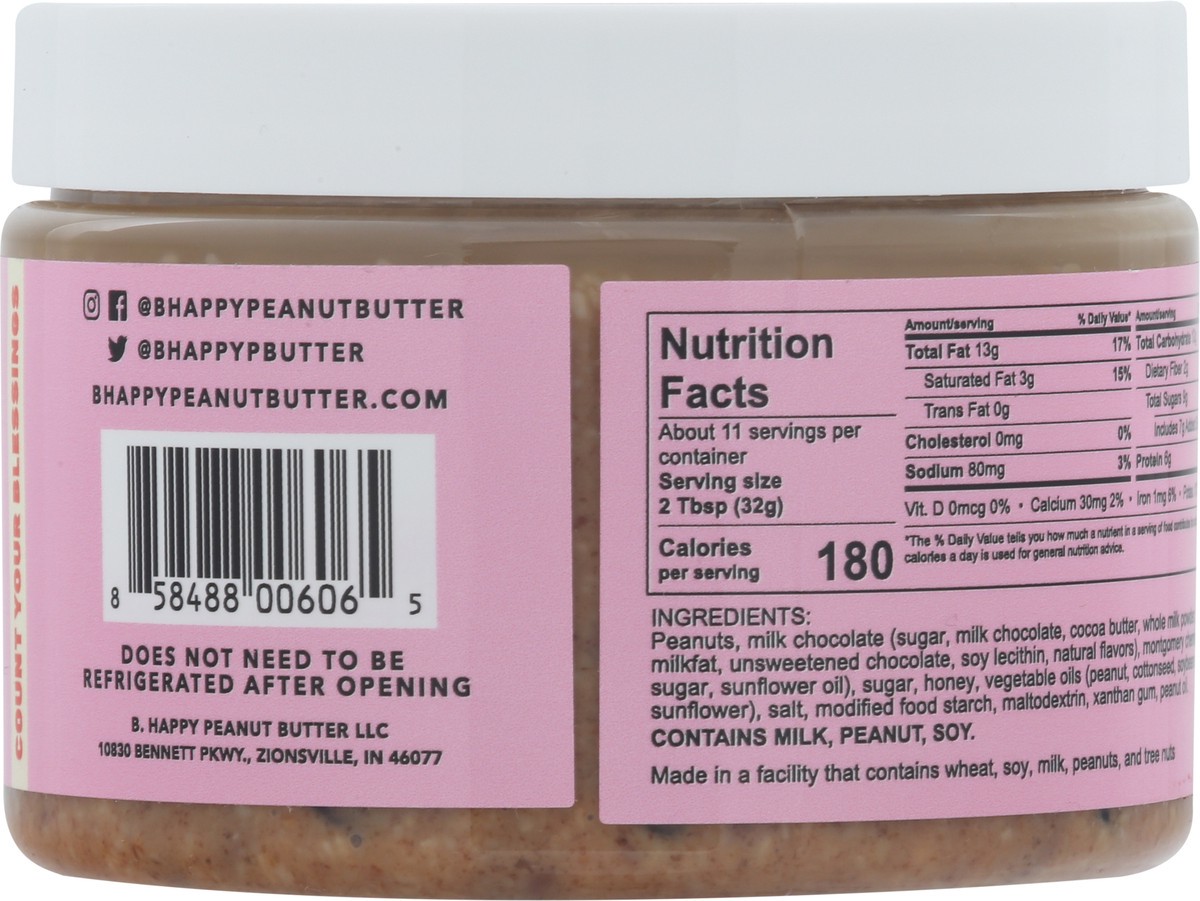 COUNT YOUR BLESSINGS
@BHAPPYPEANUTBUTTER
@BHAPPYPBUTTER
BHAPPYPEANUTBUTTER.COM
8 58488 00606 5
DOES NOT NEED TO BE
REFRIGERATED AFTER OPENING
B. HAPPY PEANUT BUTTER LLC
10830 BENNETT PKWY., ZIONSVILLE, IN 46077
Nutrition
Facts
About 11 servings per
container
Serving size
2 Tbsp (32g)
Calories
per serving 180
Amount/serving % Daily Value*
Total Fat 13g 17%
Saturated Fat 3g 15%
Trans Fat 0g
Cholesterol 0mg 0%
Sodium 80mg 3%
Amount/serving
Total Carbohydrate
Dietary Fiber 2g
Total Sugars 8g
Includes 7g
Protein 6g
Vit. D 0mcg 0% • Calcium 30mg 2% • Iron 1mg 6% •
*The % Daily Value tells you how much a nutrient in a serving of food
calories a day is used for general nutrition advice.
INGREDIENTS:
Peanuts, milk chocolate (sugar, milk chocolate, cocoa butter, whole milk powder,
milkfat, unsweetened chocolate, soy lecithin, natural flavors), montgomery
sugar, sunflower oil), sugar, honey, vegetable oils (peanut, cottonseed,
sunflower), salt, modified food starch, maltodextrin, xanthan gum, peanut oil,
CONTAINS MILK, PEANUT, SOY.
Made in a facility that contains wheat, soy, milk, peanuts, and tree nuts